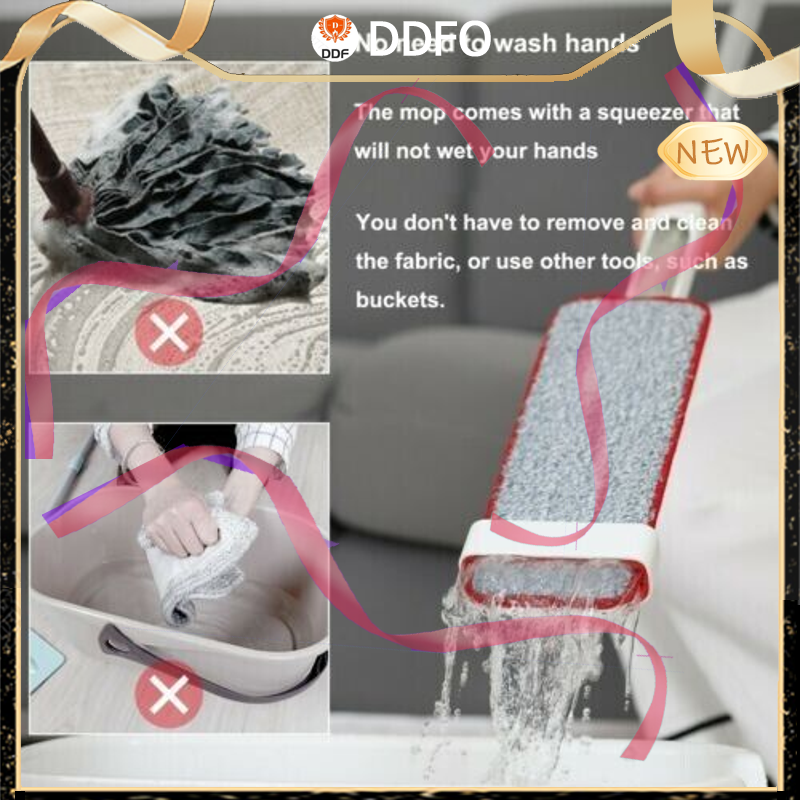 DDF
DDFO
No need to wash hands
The mop comes with a squeezer that
will not wet your hands
NEW
You don't have to remove and clean
the fabric, or use other tools, such as
buckets.